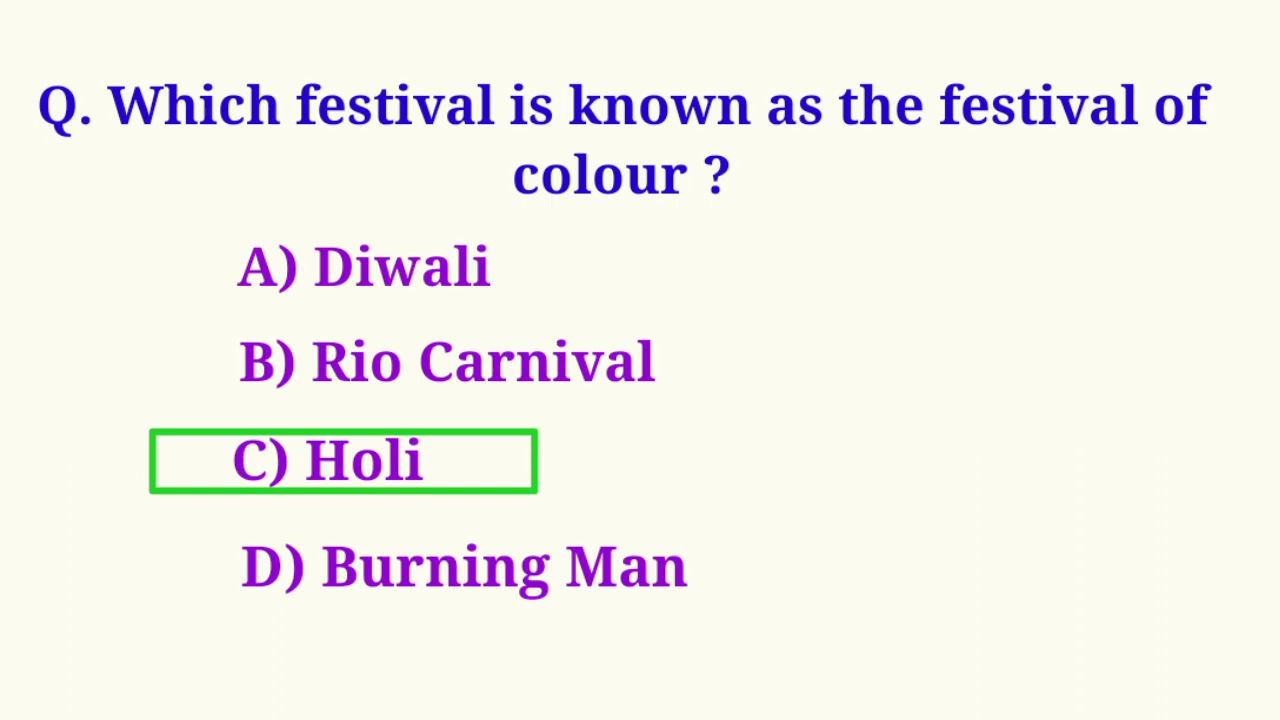 Q. Which festival is known as the festival of
colour ?
A) Diwali
B) Rio Carnival
C) Holi
D) Burning Man